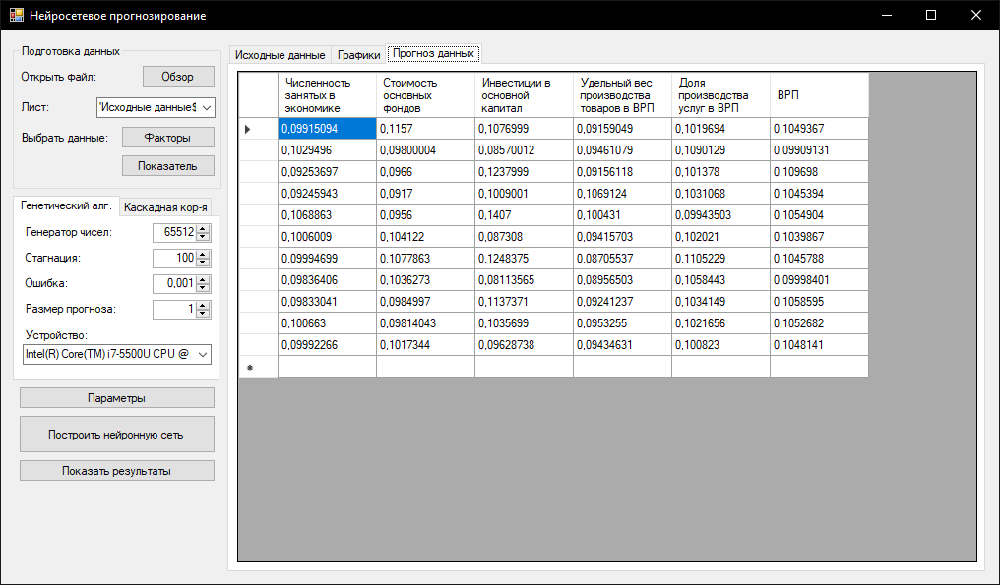 Нейросетевое прогнозирование
Подготовка данных
Открыть файл:
Обзор
Лист:
'Исходные данные$
Выбрать данные:
Факторы
Показатель
Генетический алг.
Каскадная кор-я
Генератор чисел:
65512
Стагнация:
100
Ошибка:
0,001
Размер прогноза:
1
Устройство:
Intel(R) Core(TM) i7-5500U CPU @
Параметры
Построить нейронную сеть
Показать результаты
Исходные данные
Графики
Прогноз данных
Численность
занятых в
экономике
Стоимость
основных
фондов
Инвестиции в
основной
капитал
Удельный вес
производства
товаров в ВРП
Доля
производства
услуг в ВРП
ВРП
0,09915094 0,1157 0,1076999 0,09159049 0,1019694 0,1049367
0,1029496 0,09800004 0,08570012 0,09461079 0,1090129 0,09909131
0,09253697 0,0966 0,1237999 0,09156118 0,101378 0,109698
0,09245943 0,0917 0,1009001 0,1069124 0,1031068 0,1045394
0,1068863 0,0956 0,1407 0,100431 0,09943503 0,1054904
0,1006009 0,104122 0,087308 0,09415703 0,102021 0,1039867
0,09994699 0,1077863 0,1248375 0,08705537 0,1105229 0,1045788
0,09836406 0,1036273 0,08113565 0,08956503 0,1058443 0,09998401
0,09833041 0,0984997 0,1137371 0,09241237 0,1034149 0,1058595
0,100663 0,09814043 0,1035699 0,0953255 0,1021656 0,1052682
0,09992266 0,1017344 0,09628738 0,09434631 0,100823 0,1048141